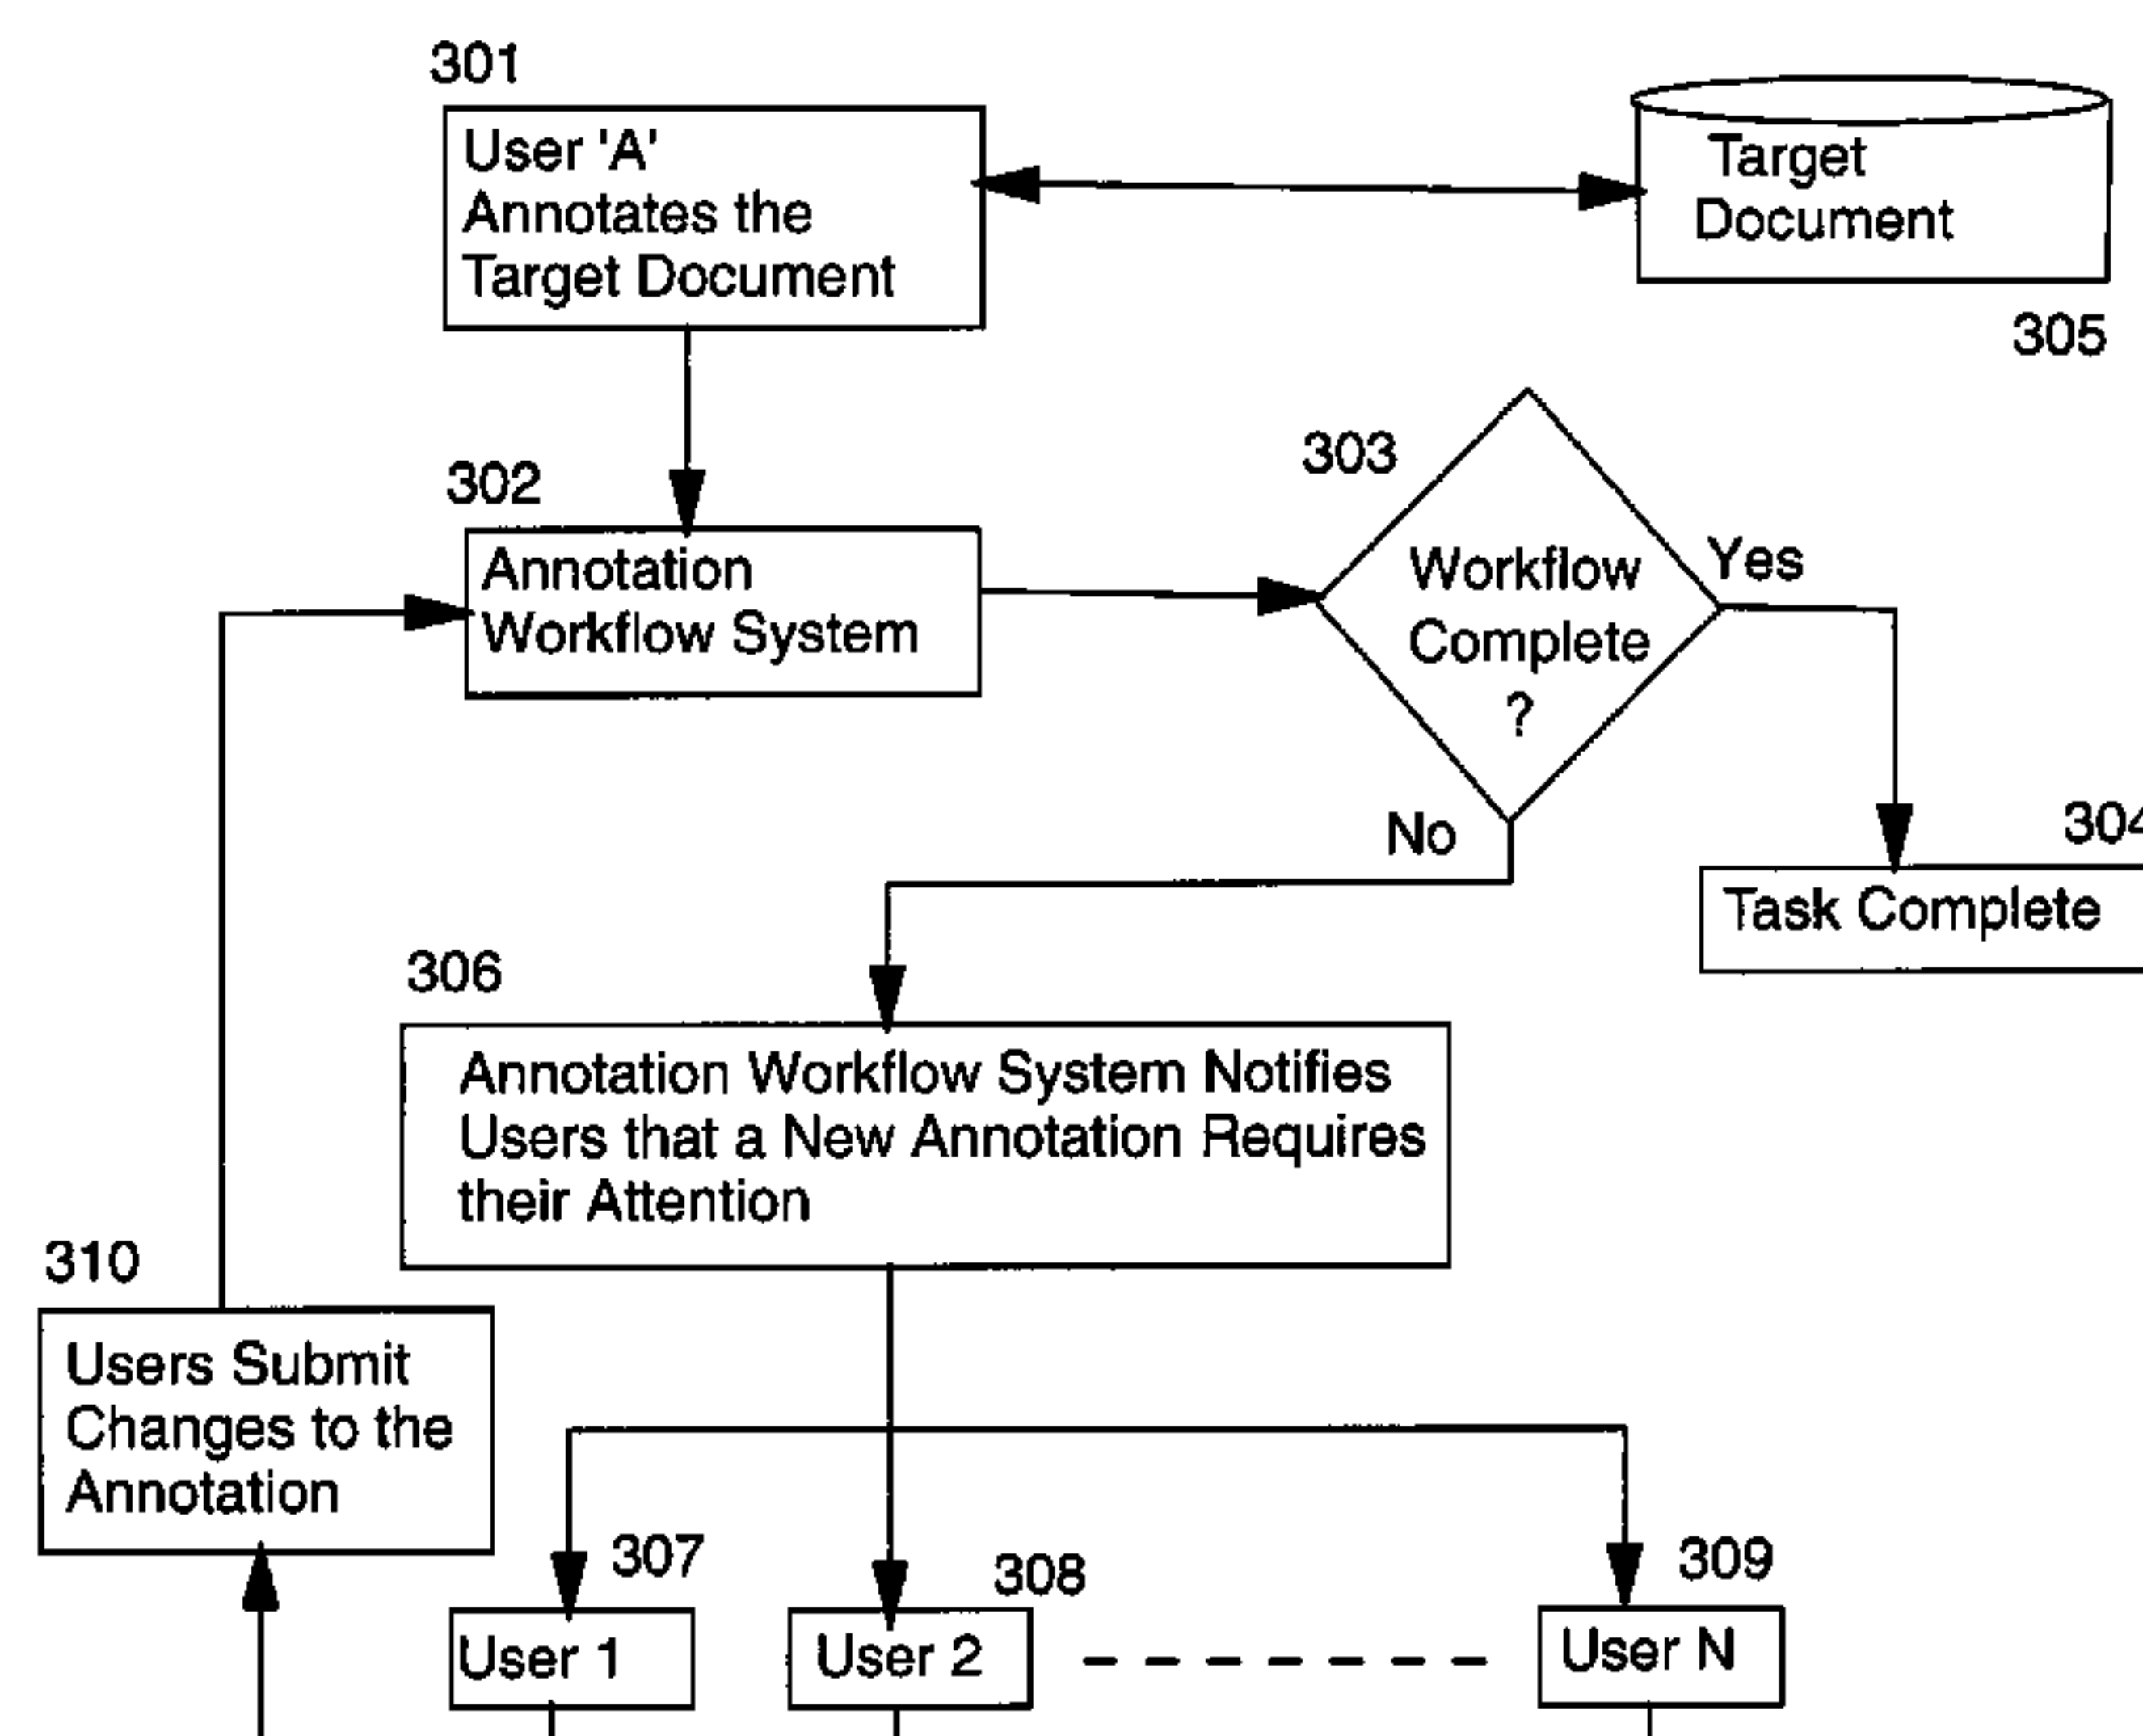 301
User 'A'
Annotates the
Target Document
Target
Document
305
302
Annotation
Workflow System
303
Workflow
Complete
?
Yes
No
304
Task Complete
306
Annotation Workflow System Notifies
Users that a New Annotation Requires
their Attention
310
Users Submit
Changes to the
Annotation
307
User 1
308
User 2
309
User N